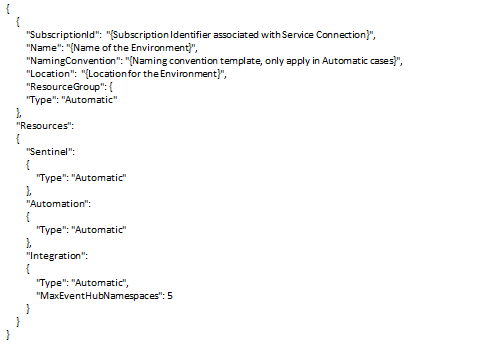 {
{
"SubscriptionId": "{Subscription Identifier associated with Service Connection}",
"Name": "{Name of the Environment}",
"NamingConvention": "{Naming convention template, only apply in Automatic cases}",
"Location": "{Location for the Environment}",
"ResourceGroup": {
"Type": "Automatic"
},
"Resources":
{
"Sentinel":
{
"Type": "Automatic"
},
"Automation":
{
"Type": "Automatic"
},
"Integration":
{
"Type": "Automatic",
"MaxEventHubNamespaces": 5
}
}
}